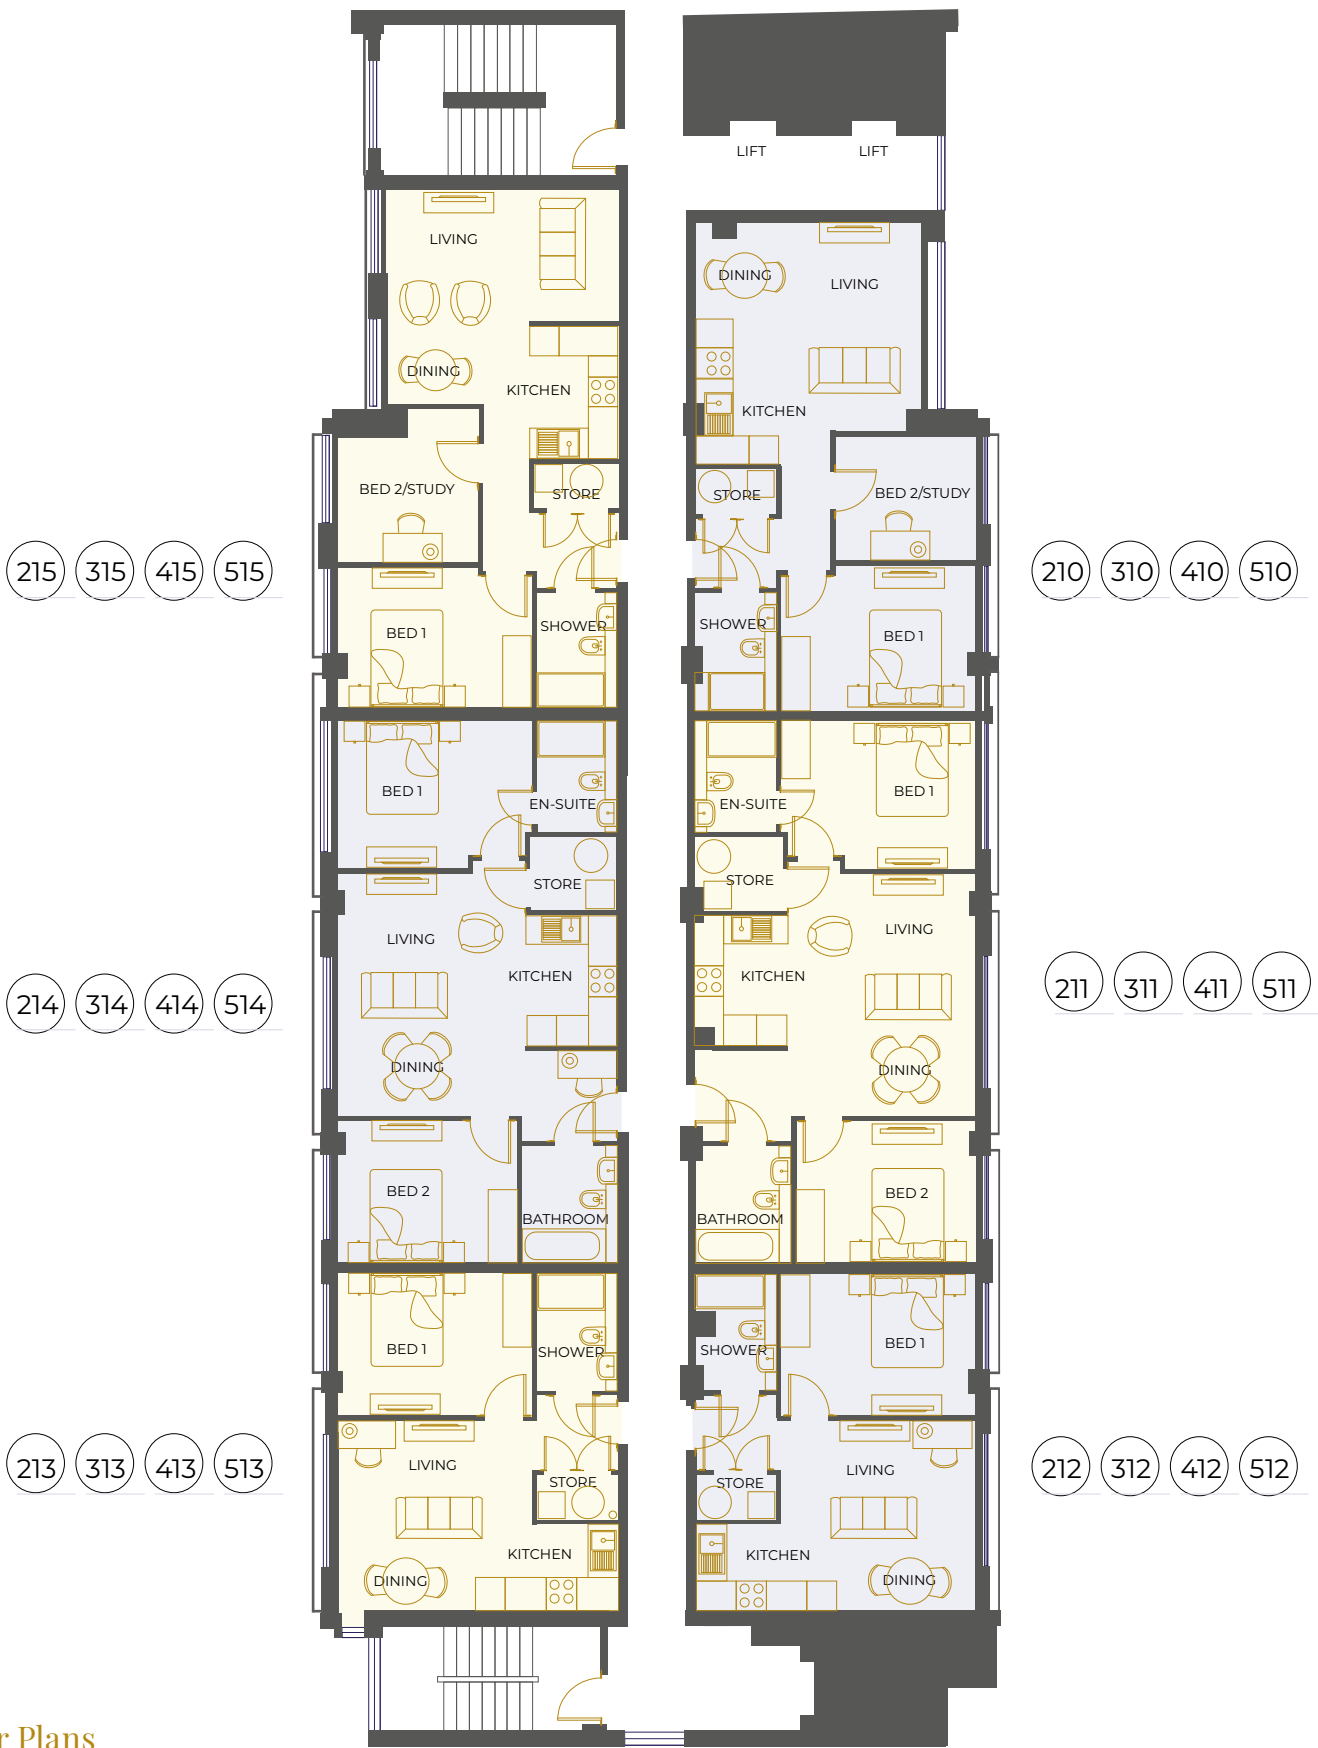 LIFT LIFT
LIVING
DINING LIVING
DINING
KITCHEN
KITCHEN
BED 2/STUDY
STORE
STORE
BED 2/STUDY
215 315 415 515
210 310 410 510
BED 1
SHOWER
SHOWER
BED 1
BED 1
EN-SUITE
EN-SUITE
BED 1
STORE
STORE
LIVING
LIVING
KITCHEN
KITCHEN
214 314 414 514
211 311 411 511
DINING
DINING
BED 2
BED 2
BATHROOM
BATHROOM
BED 1
SHOWER
SHOWER
BED 1
213 313 413 513
212 312 412 512
LIVING
LIVING
STORE
STORE
KITCHEN
KITCHEN
DINING
DINING
r Plans